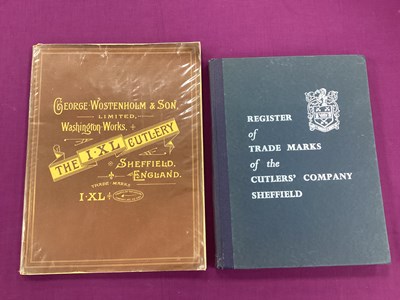 GEORGE WOSTENHOLM & SON,
LIMITED,
Washington Works.
THE I·XL CUTLERY
SHEFFIELD,
ENGLAND.
TRADE MARKS
I·XL
REGISTER
of
TRADE MARKS
of the
CUTLERS' COMPANY
SHEFFIELD